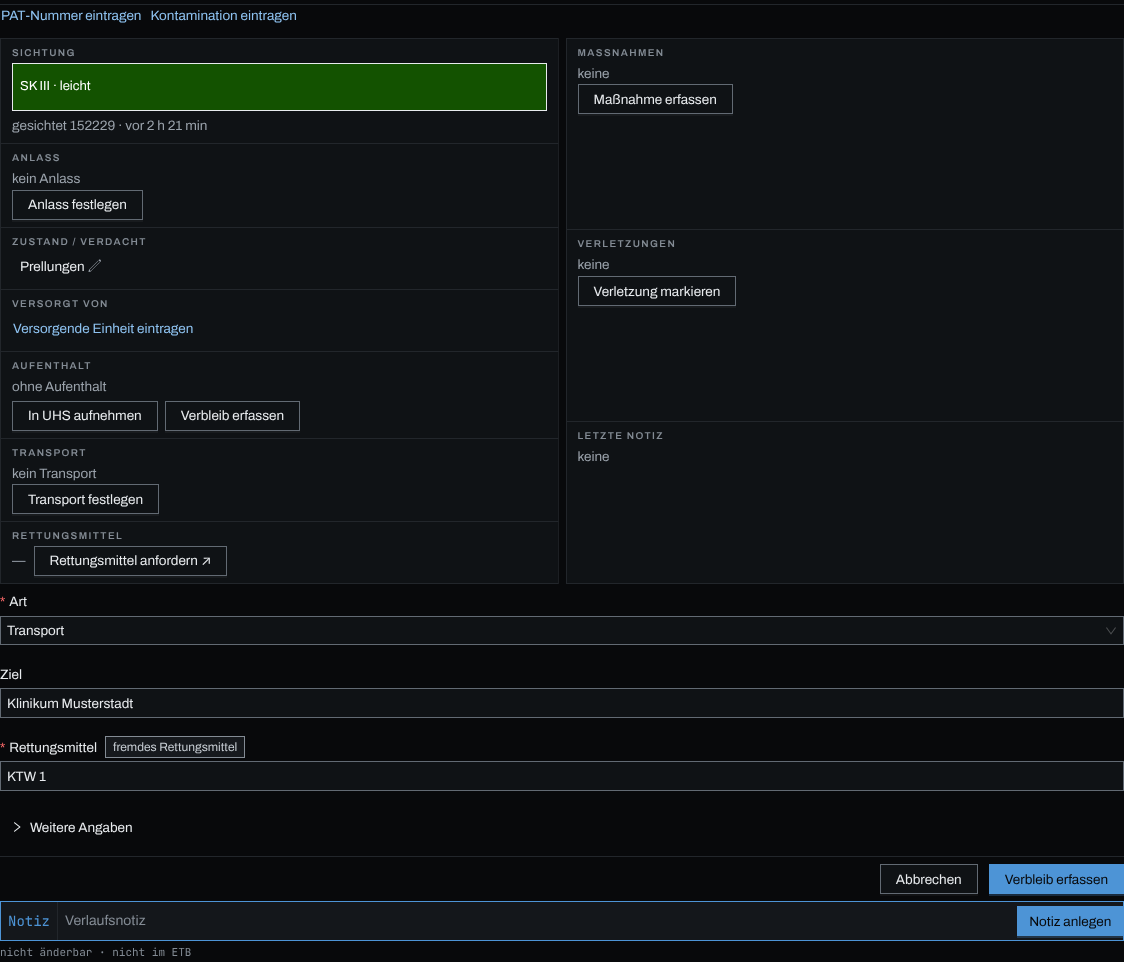 PAT-Nummer eintragen Kontamination eintragen
SICHTUNG
SK III · leicht
gesichtet 152229 · vor 2 h 21 min
ANLASS
kein Anlass
Anlass festlegen
ZUSTAND / VERDACHT
Prellungen
VERSORGT VON
Versorgende Einheit eintragen
AUFENTHALT
ohne Aufenthalt
In UHS aufnehmen Verbleib erfassen
TRANSPORT
kein Transport
Transport festlegen
RETTUNGSMITTEL
— Rettungsmittel anfordern ↗
MASSNAHMEN
keine
Maßnahme erfassen
VERLETZUNGEN
keine
Verletzung markieren
LETZTE NOTIZ
keine
* Art
Transport
Ziel
Klinikum Musterstadt
* Rettungsmittel fremdes Rettungsmittel
KTW 1
Weitere Angaben
Abbrechen Verbleib erfassen
Notiz Verlaufsnotiz Notiz anlegen
nicht änderbar · nicht im ETB